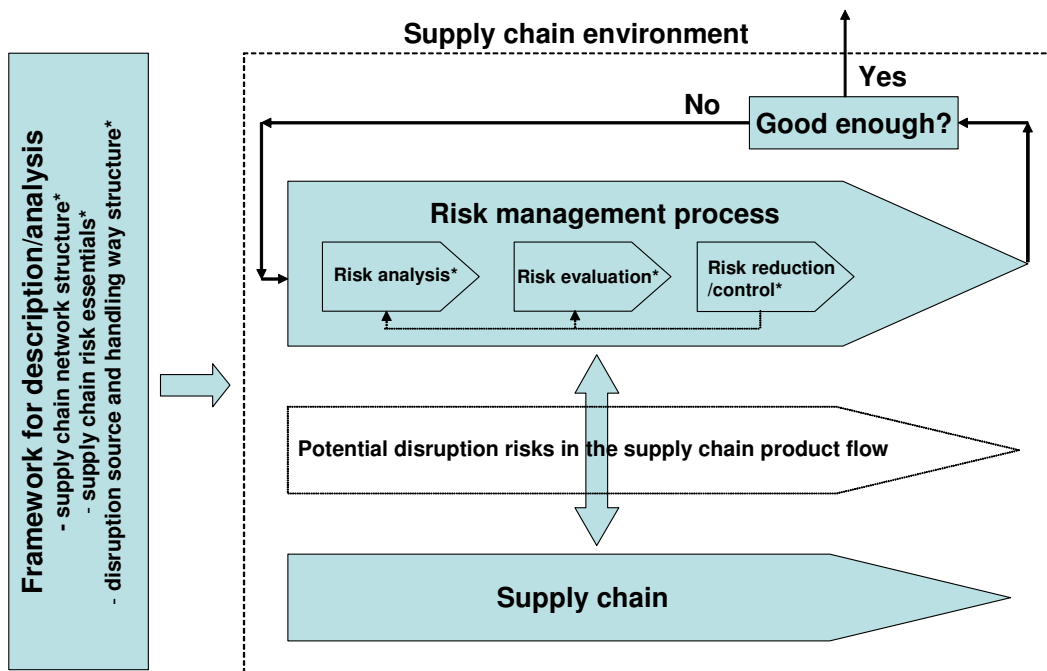 Framework for description/analysis
- supply chain network structure*
- supply chain risk essentials*
- disruption source and handling way structure*
Supply chain environment
Yes
No
Good enough?
Risk management process
Risk analysis*
Risk evaluation*
Risk reduction
/control*
Potential disruption risks in the supply chain product flow
Supply chain